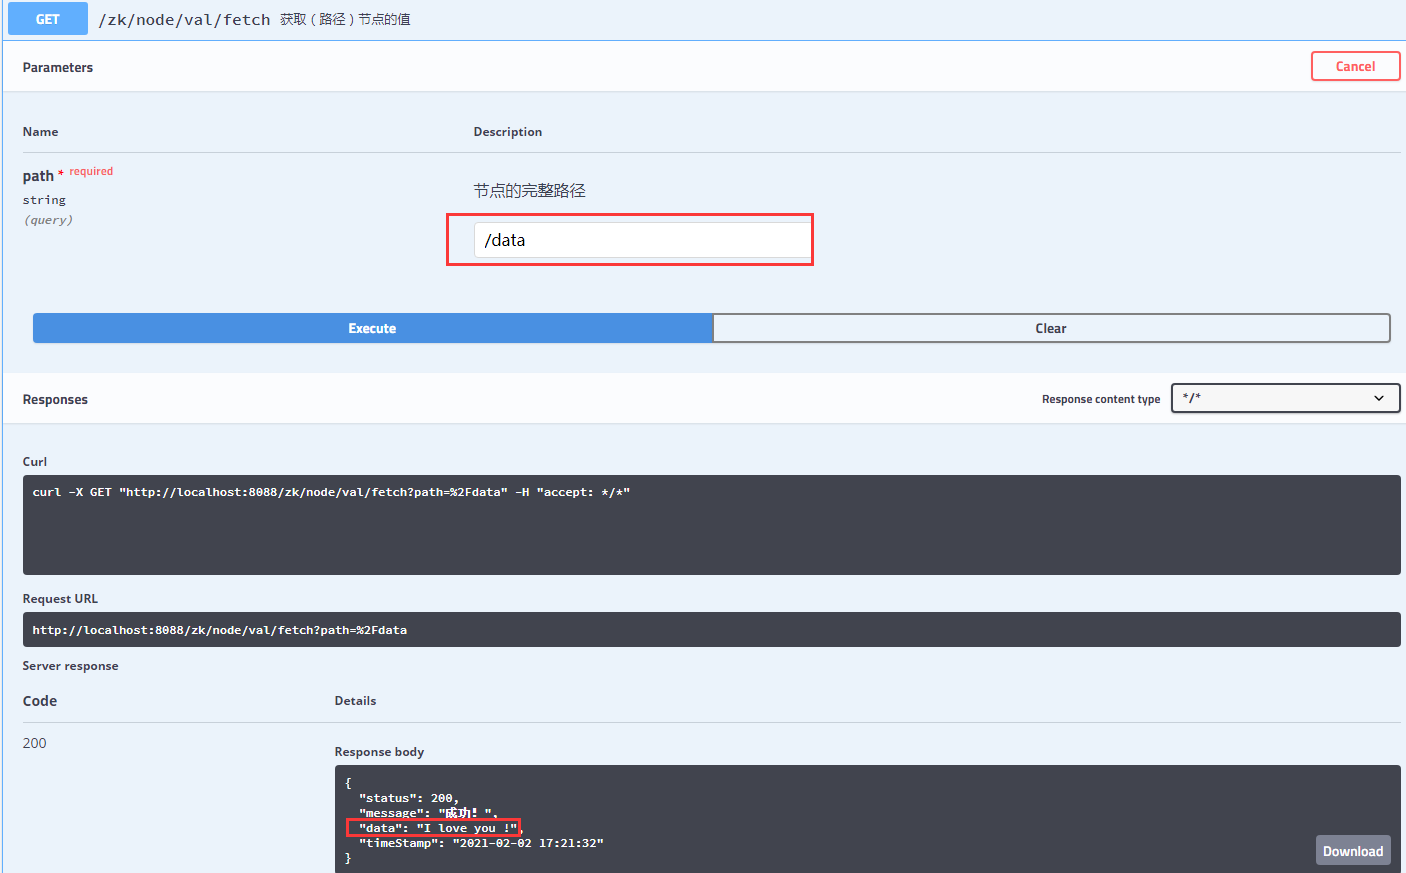 GET /zk/node/val/fetch 获取（路径）节点的值
Parameters
Cancel
Name Description
path * required
string
(query)
节点的完整路径
/data
Execute Clear
Responses
Response content type */*
Curl
curl -X GET "http://localhost:8088/zk/node/val/fetch?path=%2Fdata" -H "accept: */*"
Request URL
http://localhost:8088/zk/node/val/fetch?path=%2Fdata
Server response
Code Details
200
Response body
{
"status": 200,
"message": "成功！",
"data": "I love you !",
"timeStamp": "2021-02-02 17:21:32"
}
Download